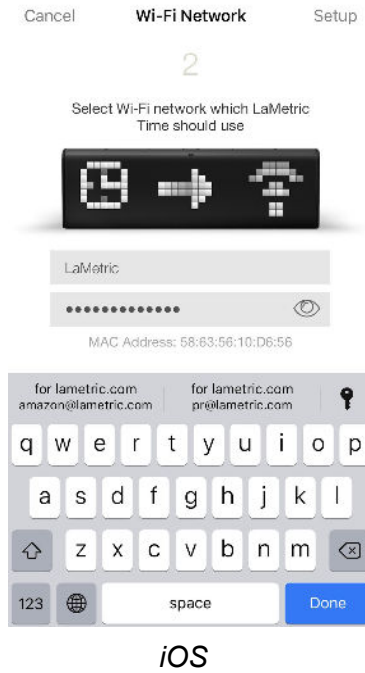 Cancel Wi-Fi Network Setup
2
Select Wi-Fi network which LaMetric
Time should use
LaMetric
•••••••••••••
MAC Address: 58:63:56:10:D6:56
for lametric.com for lametric.com
amazon@lametric.com pr@lametric.com
q w e r t y u i o p
a s d f g h j k l
z x c v b n m
123 space Done
iOS